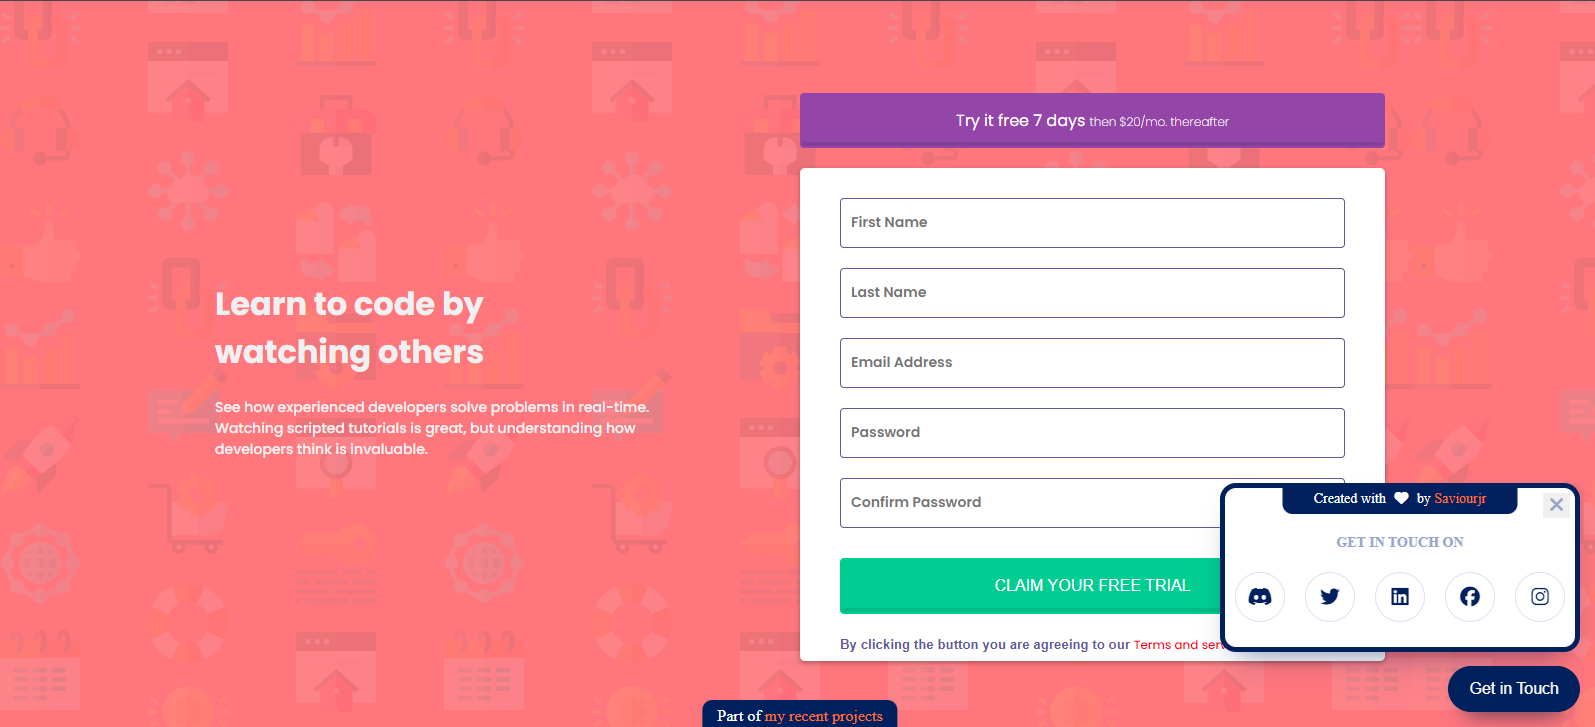 Try it free 7 days then $20/mo. thereafter
Learn to code by
watching others
See how experienced developers solve problems in real-time.
Watching scripted tutorials is great, but understanding how
developers think is invaluable.
First Name
Last Name
Email Address
Password
Confirm Password
CLAIM YOUR FREE TRIAL
By clicking the button you are agreeing to our Terms and
Created with by Saviourjr
GET IN TOUCH ON
Get in Touch
Part of my recent projects